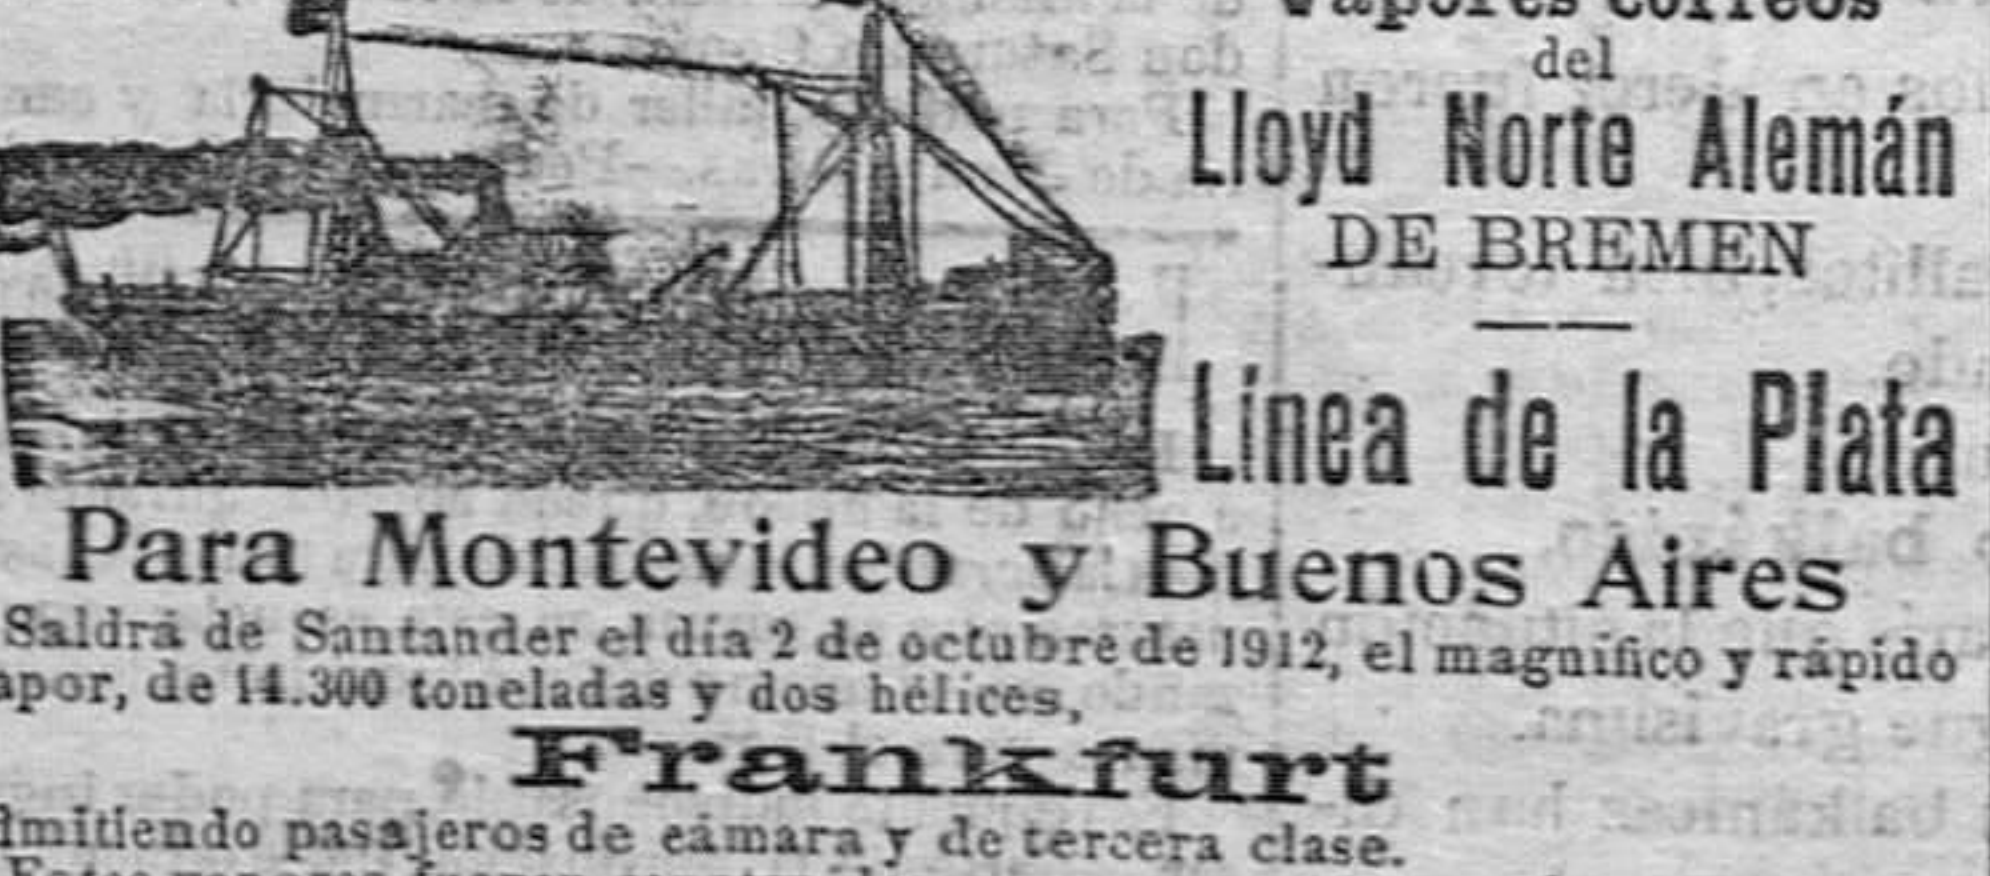 Vapores correos
del
Lloyd Norte Alemán
DE BREMEN
Línea de la Plata
Para Montevideo y Buenos Aires
Saldrá de Santander el día 2 de octubre de 1912, el magnífico y rápido
apor, de 14.300 toneladas y dos hélices,
Frankfurt
dmitiendo pasajeros de cámara y de tercera clase.